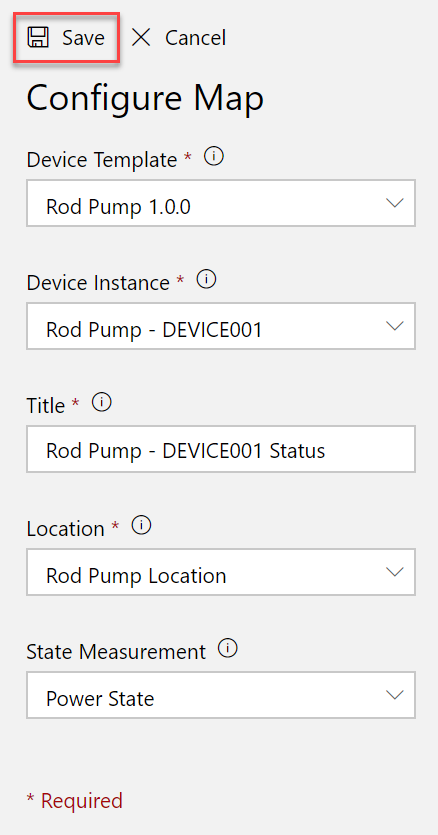 Save Cancel
Configure Map
Device Template *
Rod Pump 1.0.0
Device Instance *
Rod Pump - DEVICE001
Title *
Rod Pump - DEVICE001 Status
Location *
Rod Pump Location
State Measurement
Power State
* Required